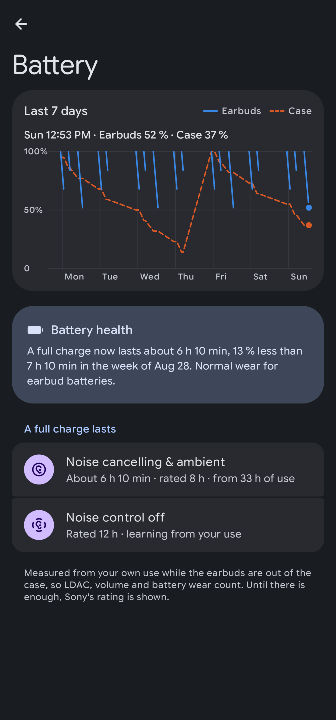 Battery
Last 7 days
Earbuds
Case
Sun 12:53 PM · Earbuds 52 % · Case 37 %
100%
50%
0
Mon
Tue
Wed
Thu
Fri
Sat
Sun
Battery health
A full charge now lasts about 6 h 10 min, 13 % less than
7 h 10 min in the week of Aug 28. Normal wear for
earbud batteries.
A full charge lasts
Noise cancelling & ambient
About 6 h 10 min · rated 8 h · from 33 h of use
Noise control off
Rated 12 h · learning from your use
Measured from your own use while the earbuds are out of the
case, so LDAC, volume and battery wear count. Until there is
enough, Sony's rating is shown.